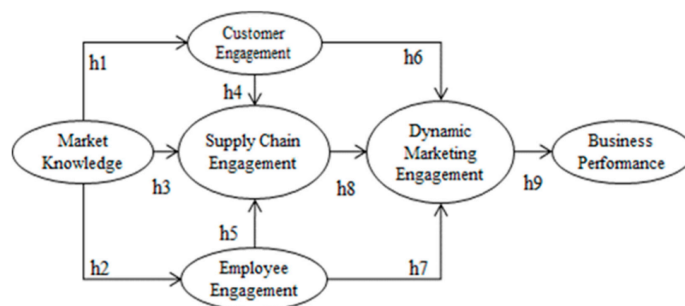 Customer
Engagement
h1
h6
h4
Market
Knowledge
Supply Chain
Engagement
Dynamic
Marketing
Engagement
Business
Performance
h3
h8
h9
h5
h2
Employee
Engagement
h7